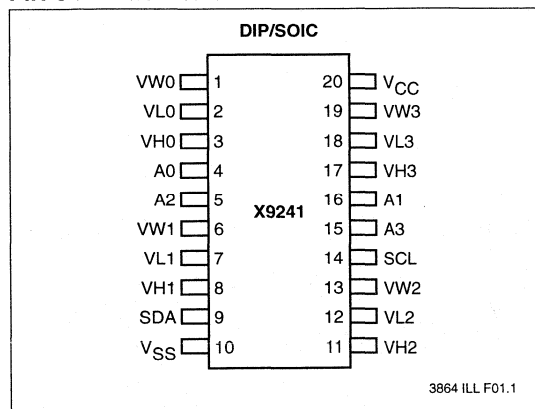 DIP/SOIC
VW0 1 20 VCC
VL0 2 19 VW3
VH0 3 18 VL3
A0 4 17 VH3
A2 5 16 A1
X9241
VW1 6 15 A3
VL1 7 14 SCL
VH1 8 13 VW2
SDA 9 12 VL2
VSS 10 11 VH2
3864 ILL F01.1